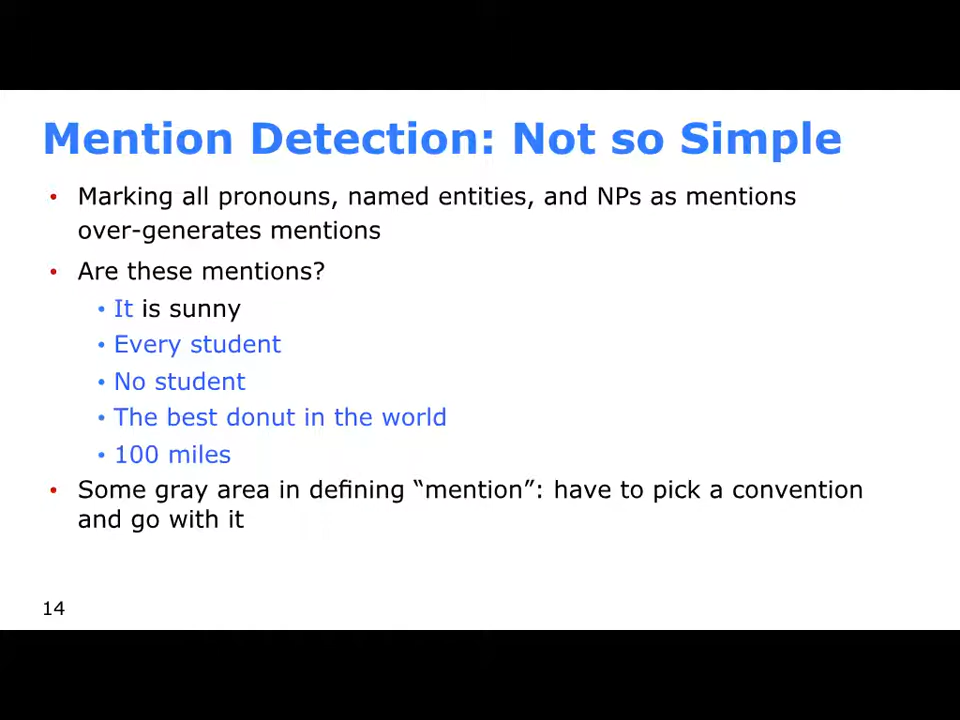 Mention Detection: Not so Simple
• Marking all pronouns, named entities, and NPs as mentions
over-generates mentions
• Are these mentions?
• It is sunny
• Every student
• No student
• The best donut in the world
• 100 miles
• Some gray area in defining “mention”: have to pick a convention
and go with it
14